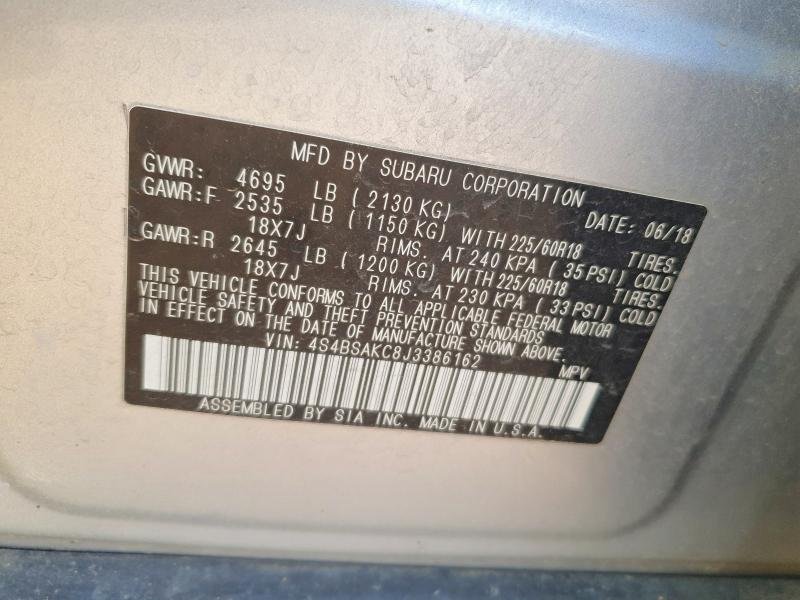 MFD BY SUBARU CORPORATION DATE: 06/18
GVWR: 4695 LB ( 2130 KG)
GAWR:F 2535 LB ( 1150 KG) WITH 225/60R18 TIRES.
18X7J RIMS. AT 240 KPA ( 35 PSI) COLD
GAWR:R 2645 LB ( 1200 KG) WITH 225/60R18 TIRES.
18X7J RIMS. AT 230 KPA ( 33 PSI) COLD
THIS VEHICLE CONFORMS TO ALL APPLICABLE FEDERAL MOTOR
VEHICLE SAFETY AND THEFT PREVENTION STANDARDS
IN EFFECT ON THE DATE OF MANUFACTURE SHOWN ABOVE.
VIN: 4S4BSAKC8J3386162 MPV
ASSEMBLED BY SIA INC. MADE IN U.S.A.